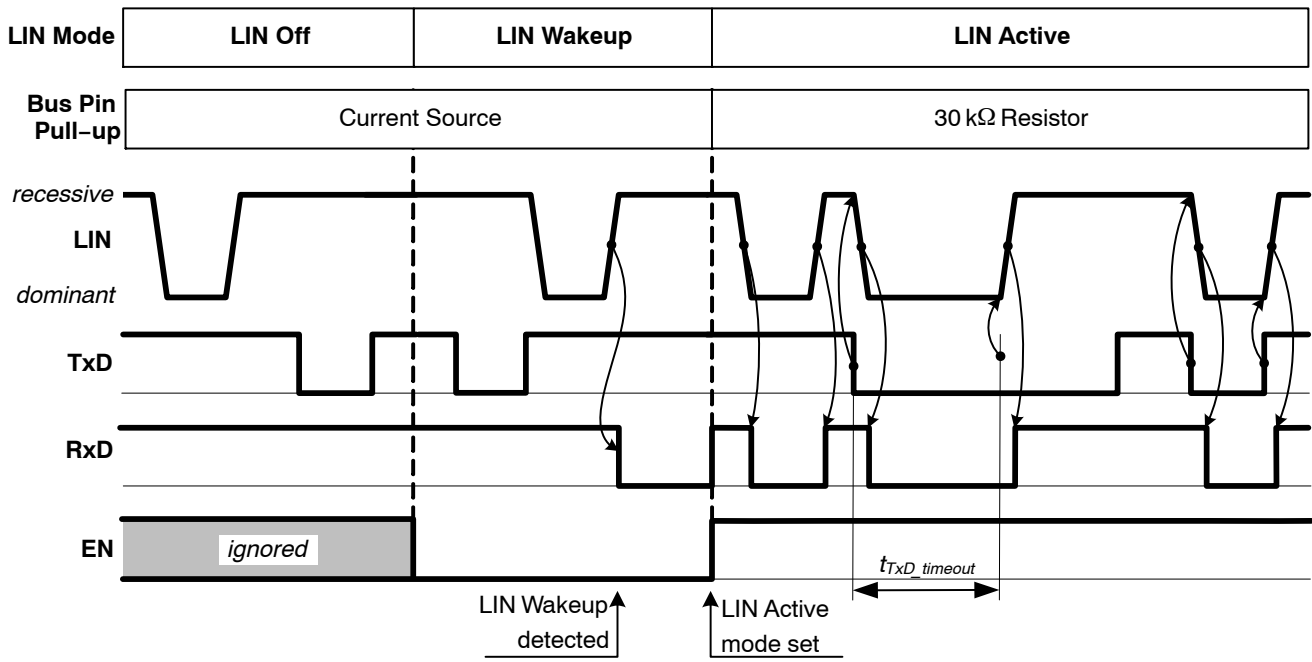 LIN Mode
LIN Off
LIN Wakeup
LIN Active
Bus Pin
Pull−up
Current Source
30 kΩ Resistor
recessive
LIN
dominant
TxD
RxD
EN
ignored
tTxD_timeout
LIN Wakeup
detected
LIN Active
mode set